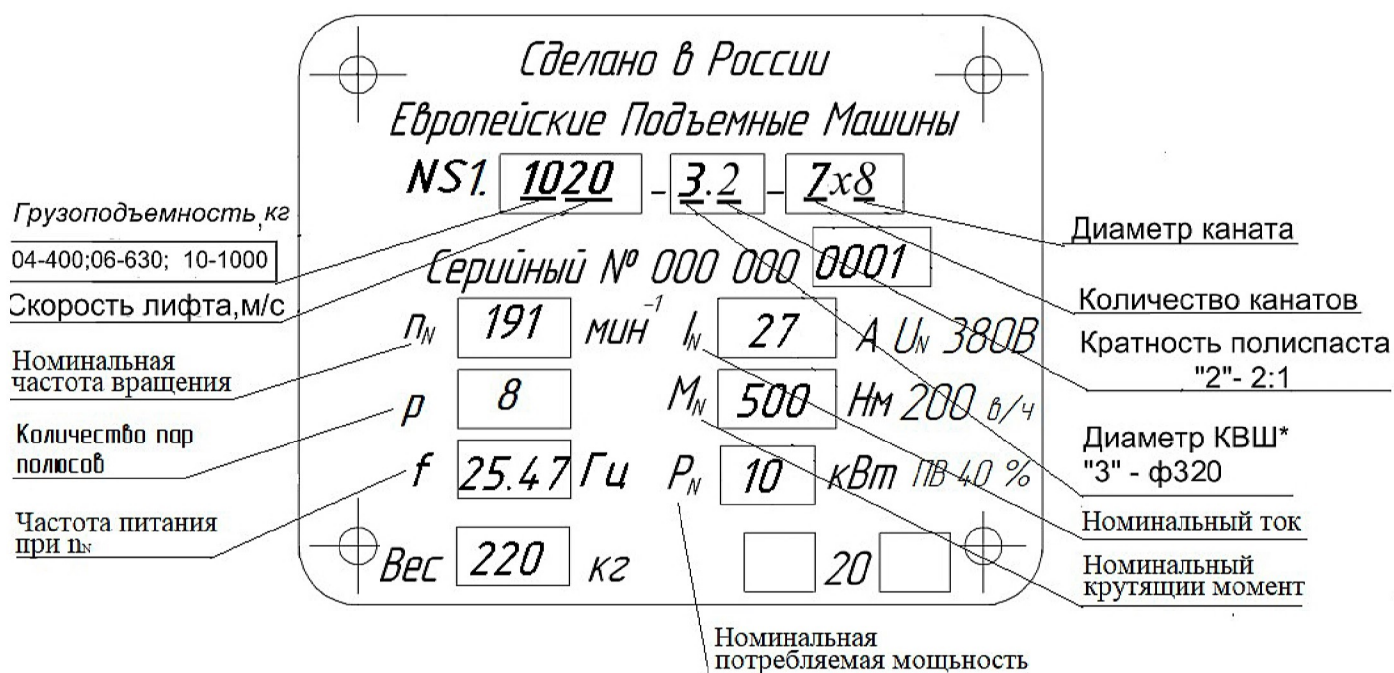 Сделано в России
Европейские Подъемные Машины
NS1. 1020 - 3.2 - 7x8
Серийный № 000 000 0001
nN 191 мин-1 IN 27 А UN 380В
p 8 MN 500 Нм 200 в/ч
f 25.47 Гц PN 10 кВт ПВ 40 %
Вес 220 кг 20
Грузоподъемность,кг
04-400;06-630; 10-1000
Скорость лифта,м/с
Номинальная
частота вращения
Количество пар
полюсов
Частота питания
при nN
Диаметр каната
Количество канатов
Кратность полиспаста
"2"- 2:1
Диаметр КВШ*
"3" - ф320
Номинальный ток
Номинальный
крутящии момент
Номинальная
потребляемая мощьность